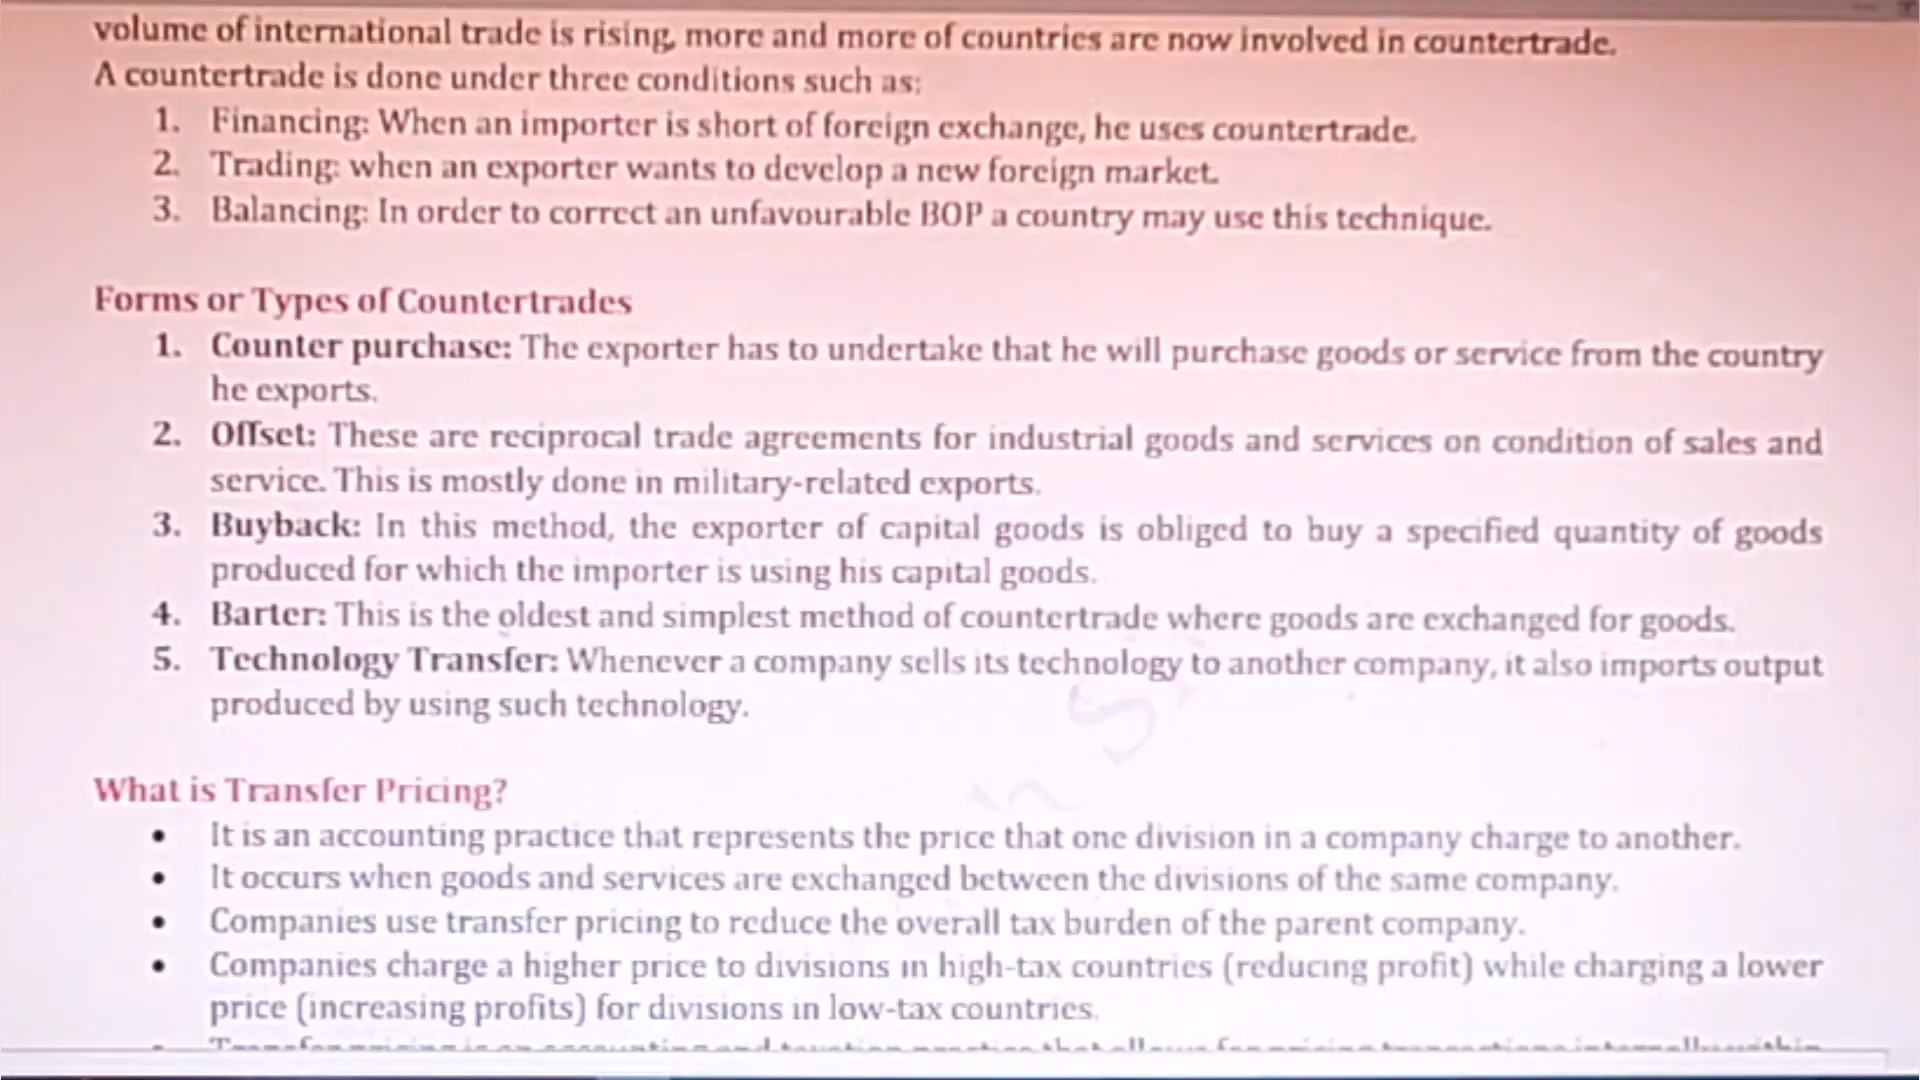 volume of international trade is rising, more and more of countries are now involved in countertrade.
A countertrade is done under three conditions such as:
1. Financing: When an importer is short of foreign exchange, he uses countertrade.
2. Trading: when an exporter wants to develop a new foreign market.
3. Balancing: In order to correct an unfavourable BOP a country may use this technique.
Forms or Types of Countertrades
1. Counter purchase: The exporter has to undertake that he will purchase goods or service from the country
he exports.
2. Offset: These are reciprocal trade agreements for industrial goods and services on condition of sales and
service. This is mostly done in military-related exports.
3. Buyback: In this method, the exporter of capital goods is obliged to buy a specified quantity of goods
produced for which the importer is using his capital goods.
4. Barter: This is the oldest and simplest method of countertrade where goods are exchanged for goods.
5. Technology Transfer: Whenever a company sells its technology to another company, it also imports output
produced by using such technology.
What is Transfer Pricing?
• It is an accounting practice that represents the price that one division in a company charge to another.
• It occurs when goods and services are exchanged between the divisions of the same company.
• Companies use transfer pricing to reduce the overall tax burden of the parent company.
• Companies charge a higher price to divisions in high-tax countries (reducing profit) while charging a lower
price (increasing profits) for divisions in low-tax countries.